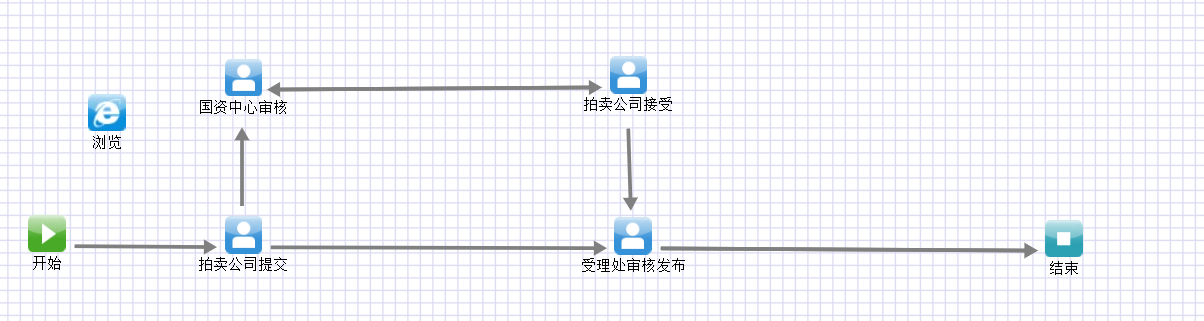 国资中心审核
拍卖公司接受
浏览
开始
拍卖公司提交
受理处审核发布
结束